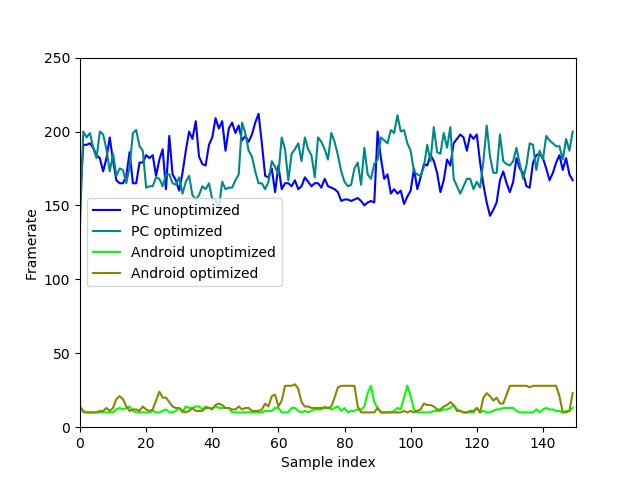 250
200
150
100
50
0
Framerate
PC unoptimized
PC optimized
Android unoptimized
Android optimized
0 20 40 60 80 100 120 140
Sample index